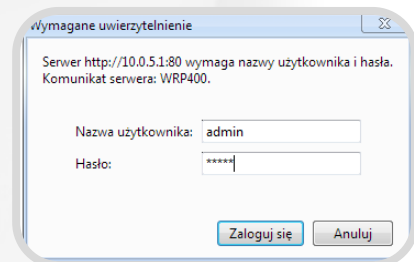 Wymagane uwierzytelnienie
Serwer http://10.0.5.1:80 wymaga nazwy użytkownika i hasła.
Komunikat serwera: WRP400.
Nazwa użytkownika: admin
Hasło: *****
Zaloguj się Anuluj